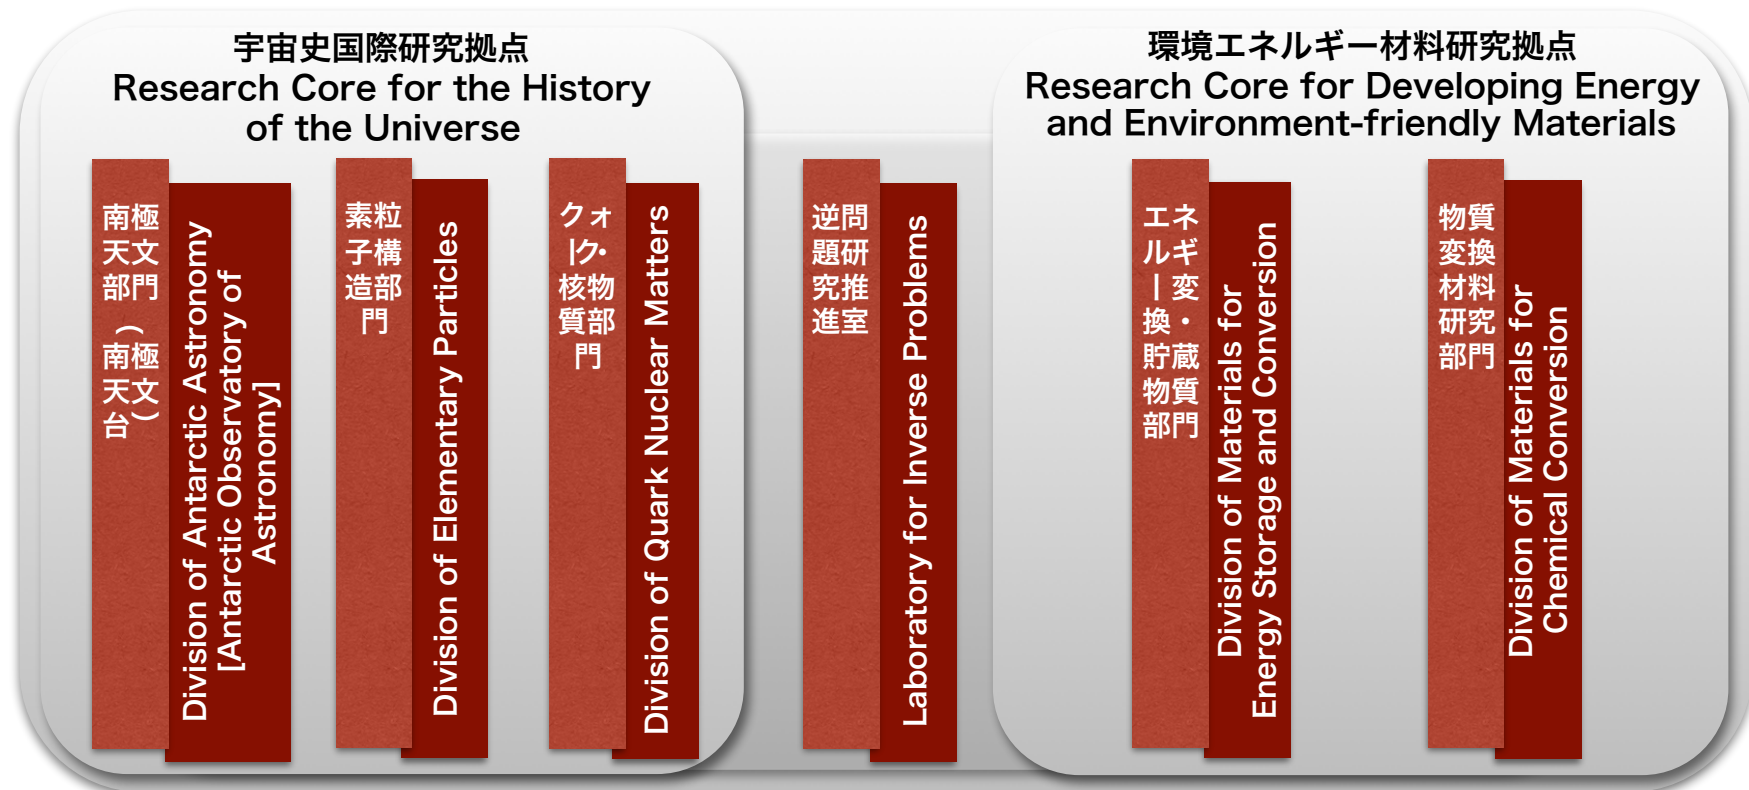 宇宙史国際研究拠点
Research Core for the History
of the Universe
南極
天文
部門
(
南極
天文
台)
Division of Antarctic Astronomy
[Antarctic Observatory of
Astronomy]
素粒
子構
造部
門
Division of Elementary Particles
クォ
ーク・
核物
質部
門
Division of Quark Nuclear Matters
逆問
題研
究推
進室
Laboratory for Inverse Problems
環境エネルギー材料研究拠点
Research Core for Developing Energy
and Environment-friendly Materials
エネ
ルギ
ー変
換・
貯蔵
物質
部門
Division of Materials for
Energy Storage and Conversion
物質
変換
材料
研究
部門
Division of Materials for
Chemical Conversion